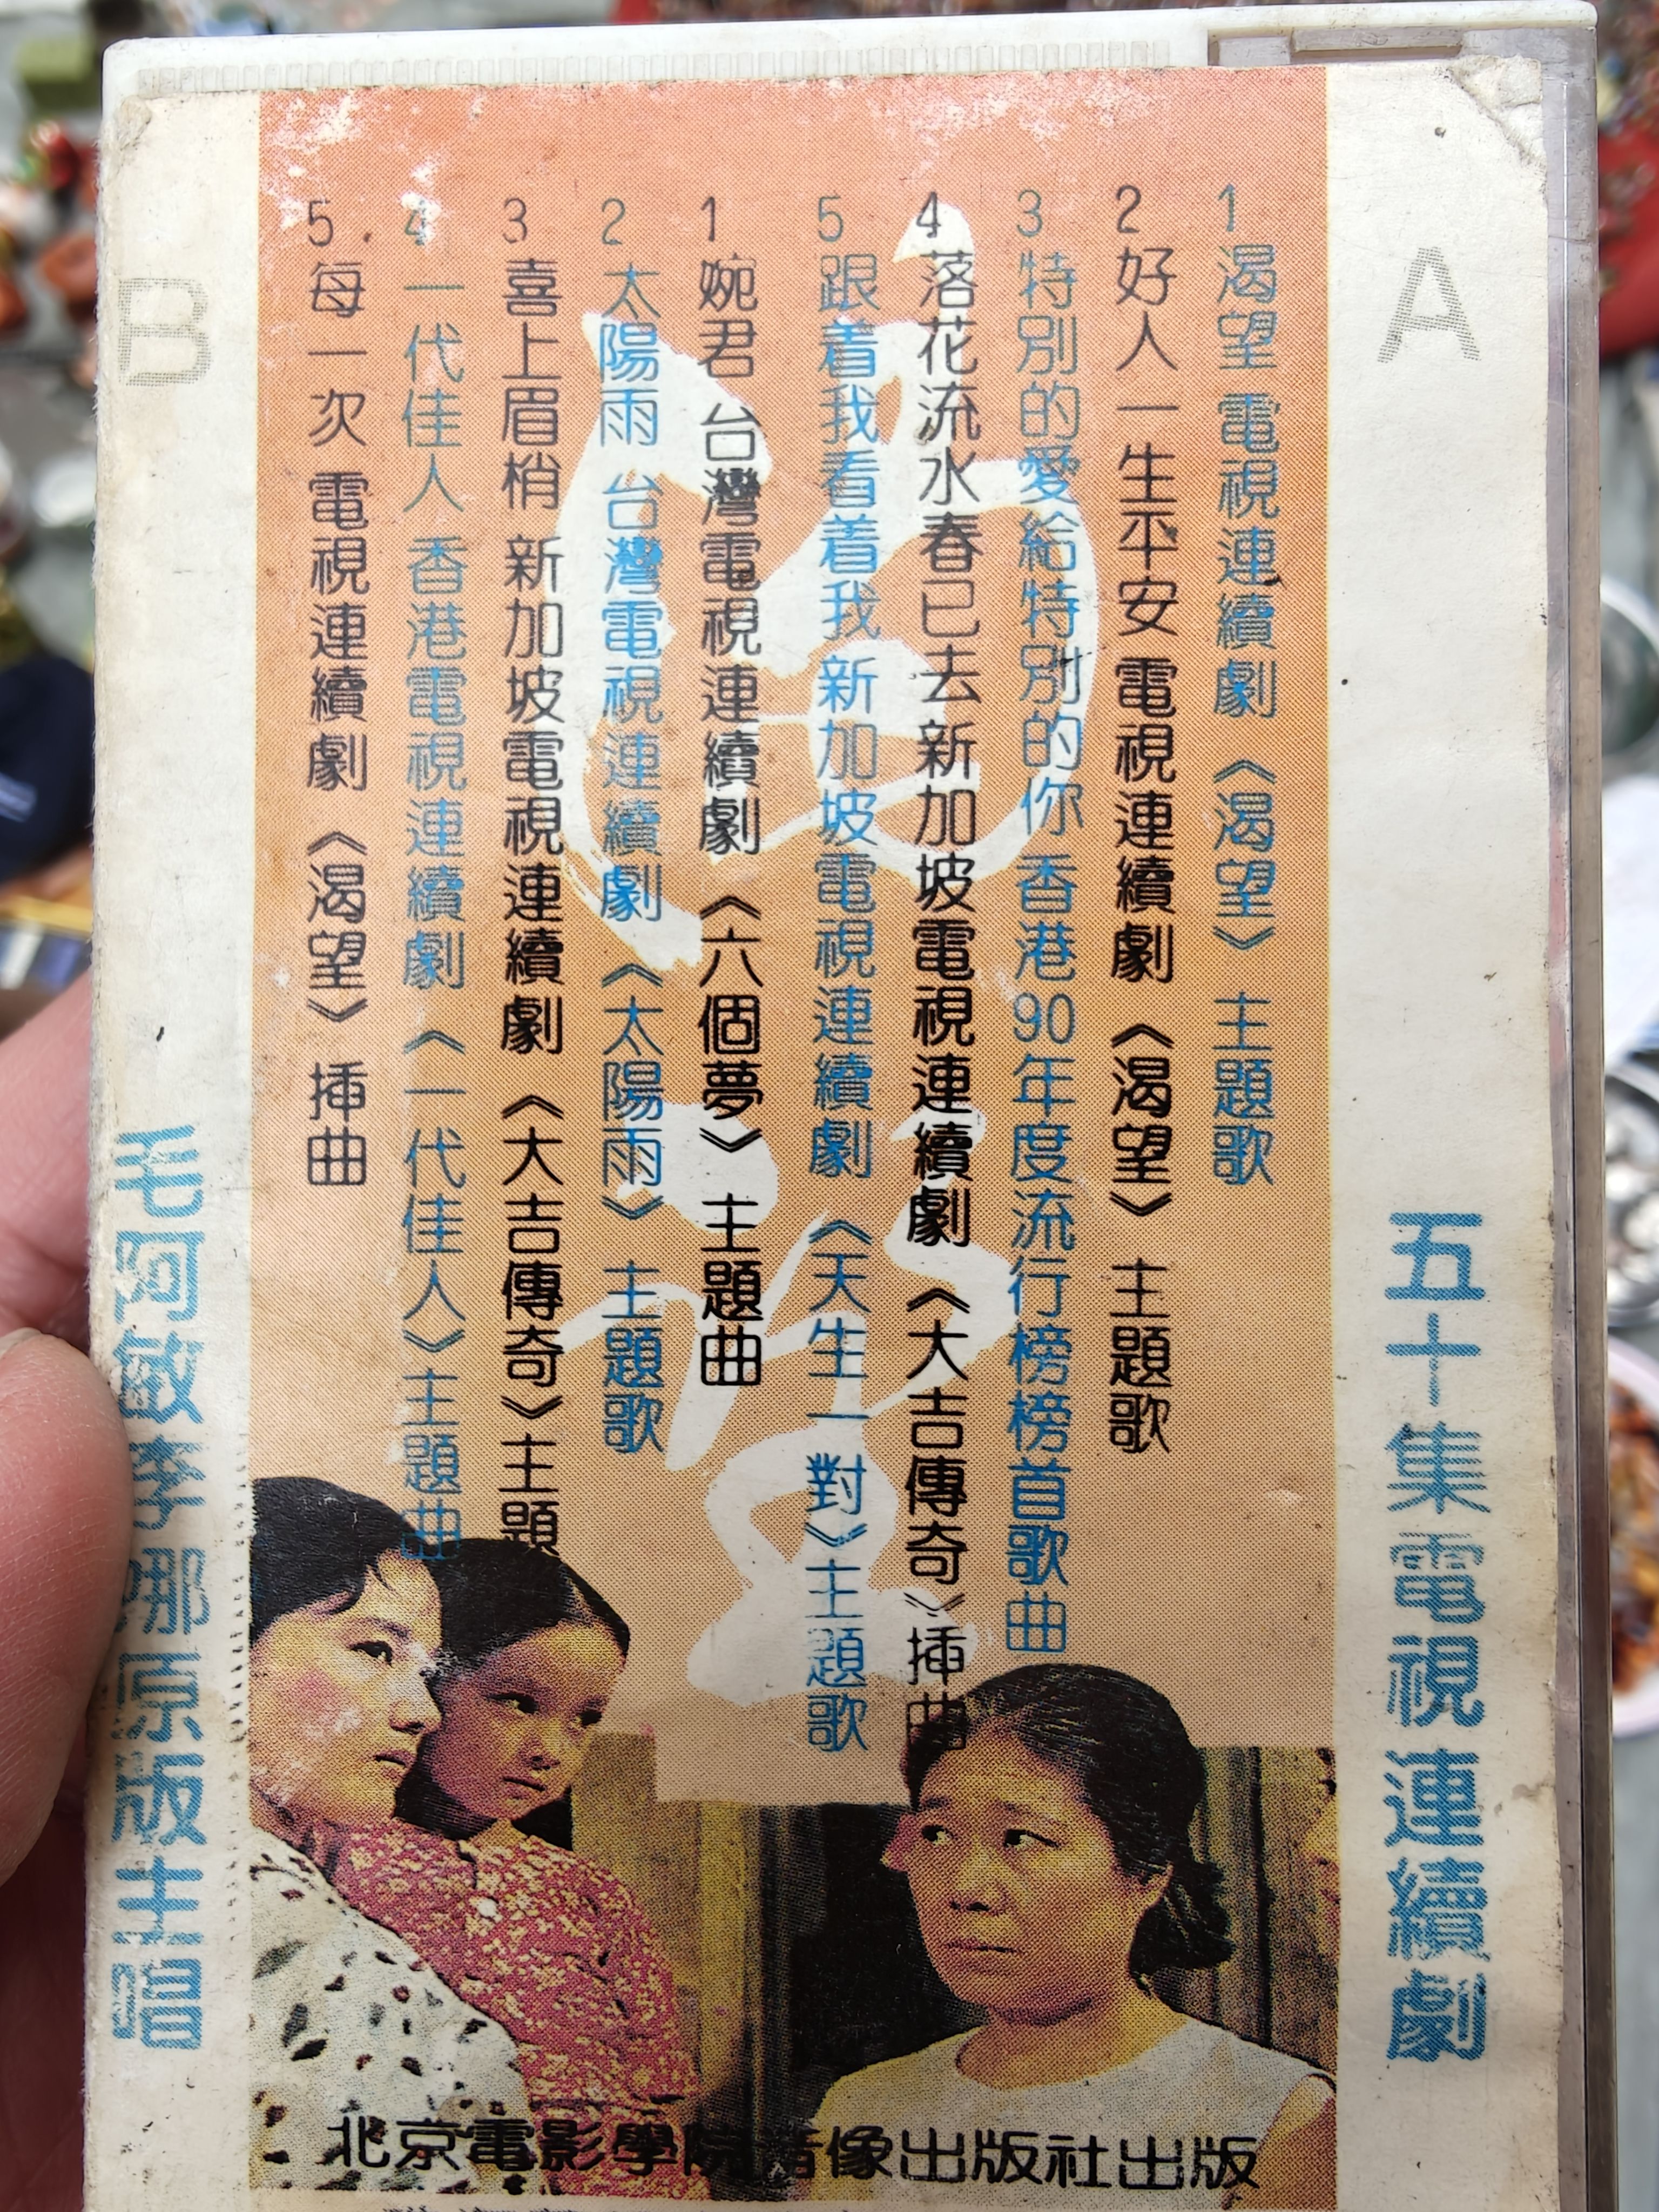 A
五十集電視連續劇
1 渴望 電視連續劇《渴望》主題歌
2 好人一生平安 電視連續劇《渴望》主題歌
3 特別的愛給特別的你 香港90年度流行榜榜首歌曲
4 落花流水春已去 新加坡電視連續劇《大吉傳奇》挿曲
5 跟着我看着我 新加坡電視連續劇《天生一對》主題歌
1 婉君 台灣電視連續劇《六個夢》主題曲
2 太陽雨 台灣電視連續劇《太陽雨》主題歌
3 喜上眉梢 新加坡電視連續劇《大吉傳奇》主題
4 一代佳人 香港電視連續劇《一代佳人》主題曲
5 每一次 電視連續劇《渴望》挿曲
B
毛阿敏李娜原版主唱
渴望
北京電影學院音像出版社出版